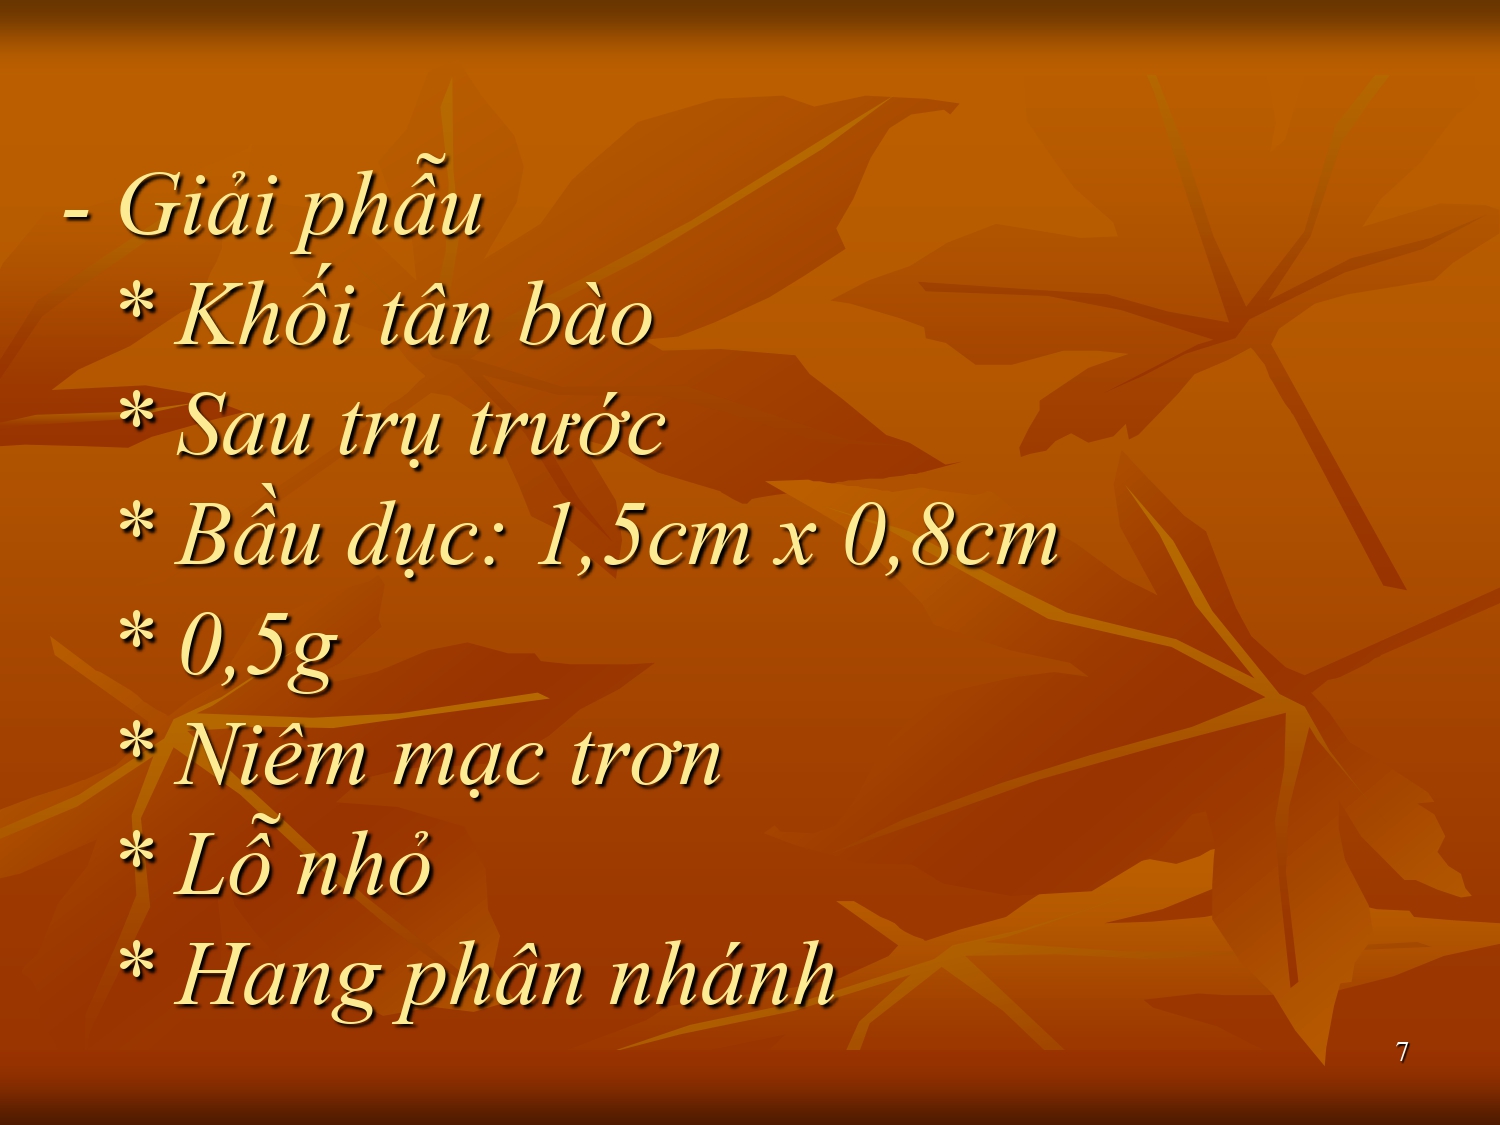 - Giải phẫu
* Khối tân bào
* Sau trụ trước
* Bầu dục: 1,5cm x 0,8cm
* 0,5g
* Niêm mạc trơn
* Lỗ nhỏ
* Hang phân nhánh
7